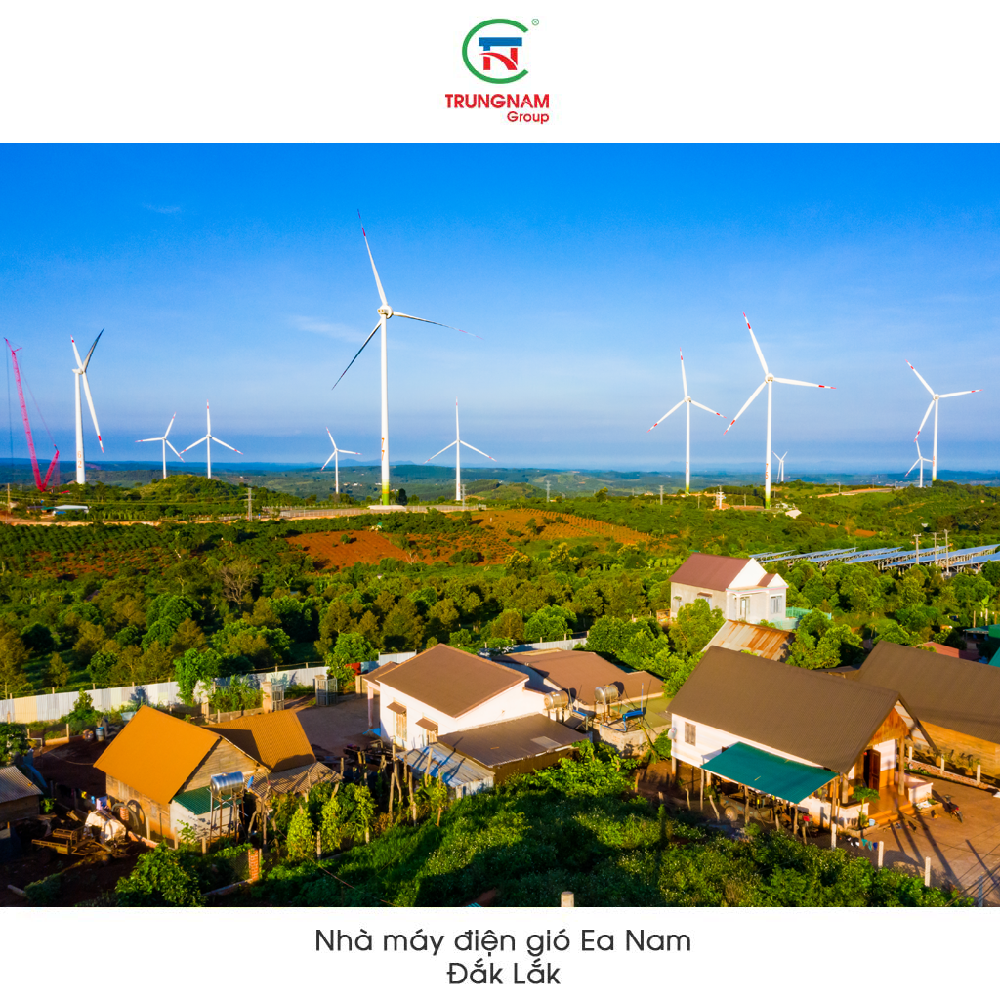 TRUNGNAM
Group
Nhà máy điện gió Ea Nam
Đắk Lắk